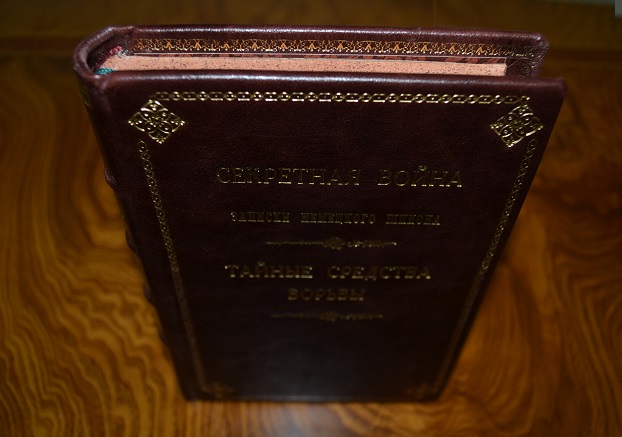 СЕКРЕТНАЯ ВОЙНА
ЗАПИСКИ НЕМЕЦКОГО ШПИОНА
ТАЙНЫЕ СРЕДСТВА
БОРЬБЫ